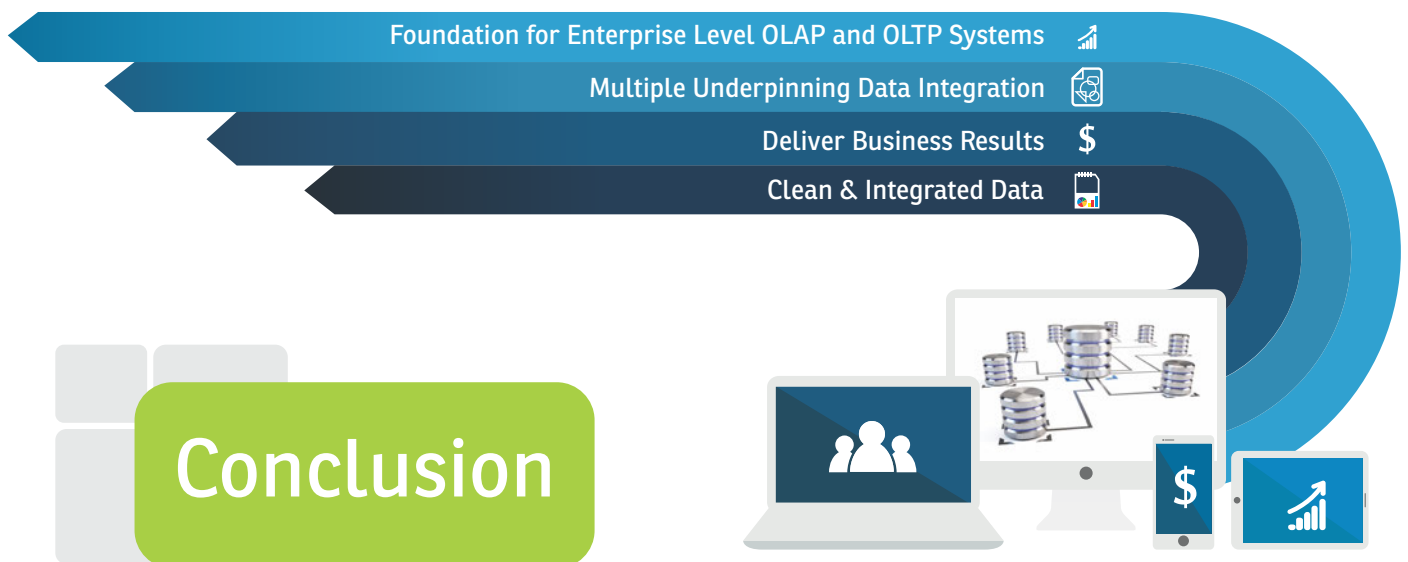 Foundation for Enterprise Level OLAP and OLTP Systems
Multiple Underpinning Data Integration
Deliver Business Results $
Clean & Integrated Data
Conclusion
$